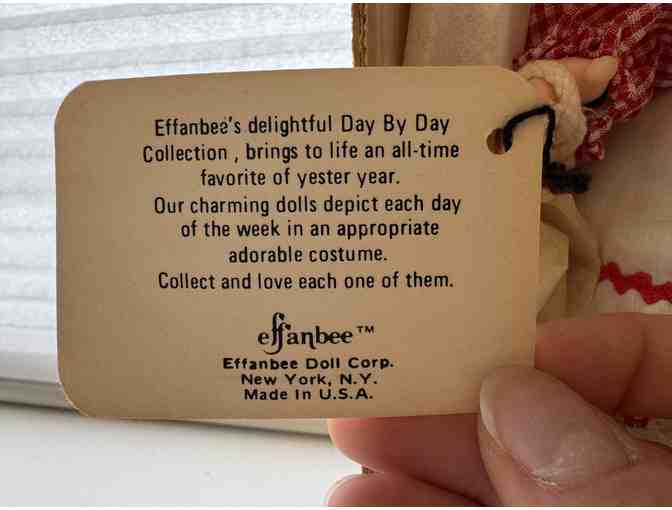 Effanbee's delightful Day By Day
Collection , brings to life an all-time
favorite of yester year.
Our charming dolls depict each day
of the week in an appropriate
adorable costume.
Collect and love each one of them.
effanbee™
Effanbee Doll Corp.
New York, N.Y.
Made In U.S.A.